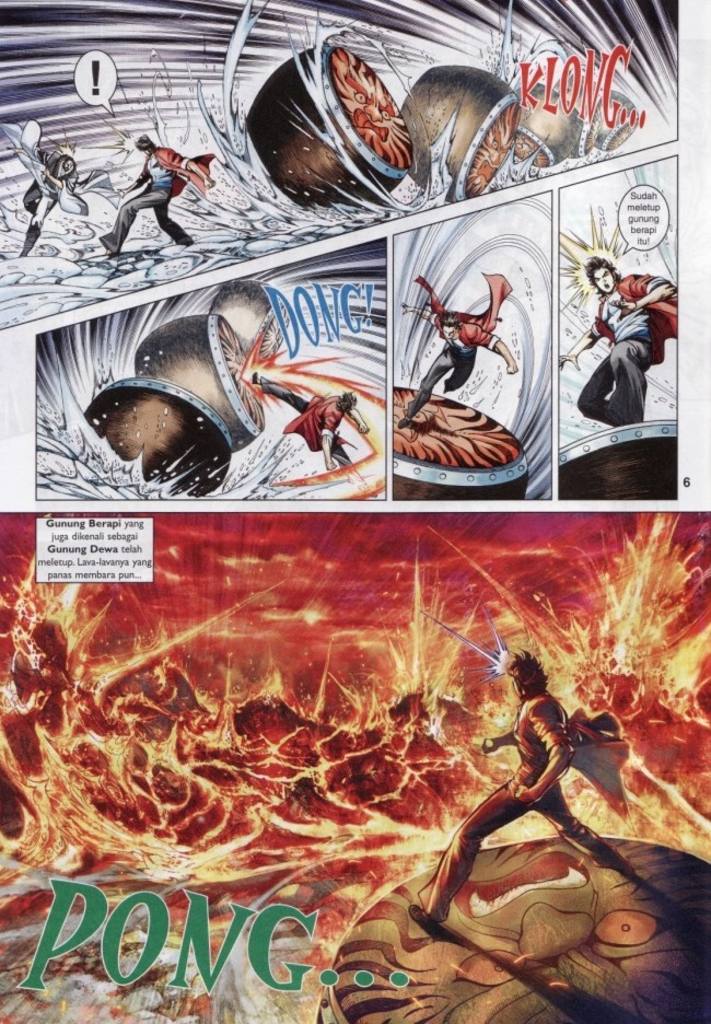 !
KLONG...
Sudah
meletup
gunung
berapi
itu!
DONG!
6
Gunung Berapi yang
juga dikenali sebagai
Gunung Dewa telah
meletup. Lava-lavanya yang
panas membara pun...
PONG...